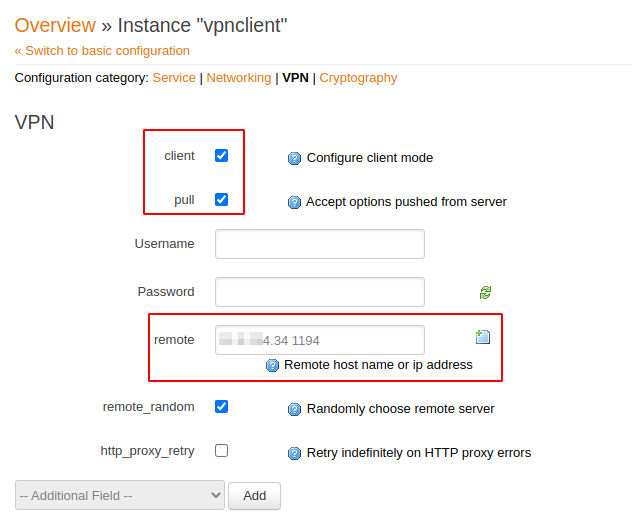 Overview » Instance "vpnclient"
« Switch to basic configuration
Configuration category: Service | Networking | VPN | Cryptography
VPN
client Configure client mode
pull Accept options pushed from server
Username
Password
remote 4.34 1194
Remote host name or ip address
remote_random Randomly choose remote server
http_proxy_retry Retry indefinitely on HTTP proxy errors
-- Additional Field -- Add